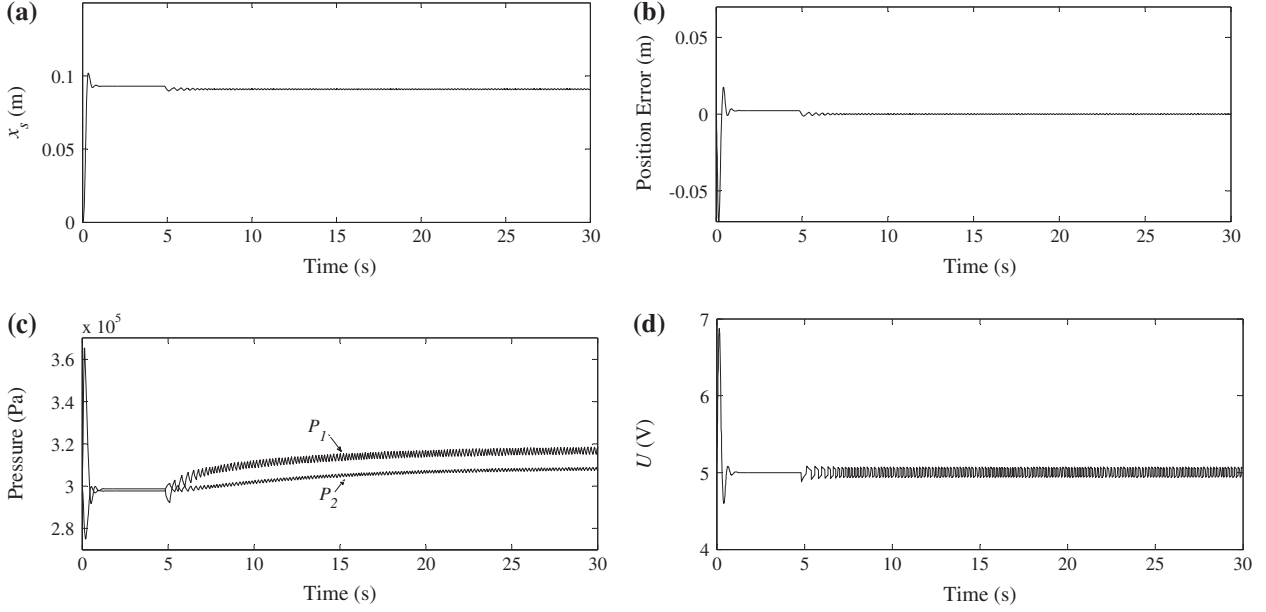 (a)
0.1
0.05
0
x_s (m)
0 5 10 15 20 25 30
Time (s)
(b)
0.05
0
-0.05
Position Error (m)
0 5 10 15 20 25 30
Time (s)
(c)
x 10^5
3.6
3.4
3.2
3
2.8
Pressure (Pa)
P_1
P_2
0 5 10 15 20 25 30
Time (s)
(d)
7
6
5
4
U (V)
0 5 10 15 20 25 30
Time (s)